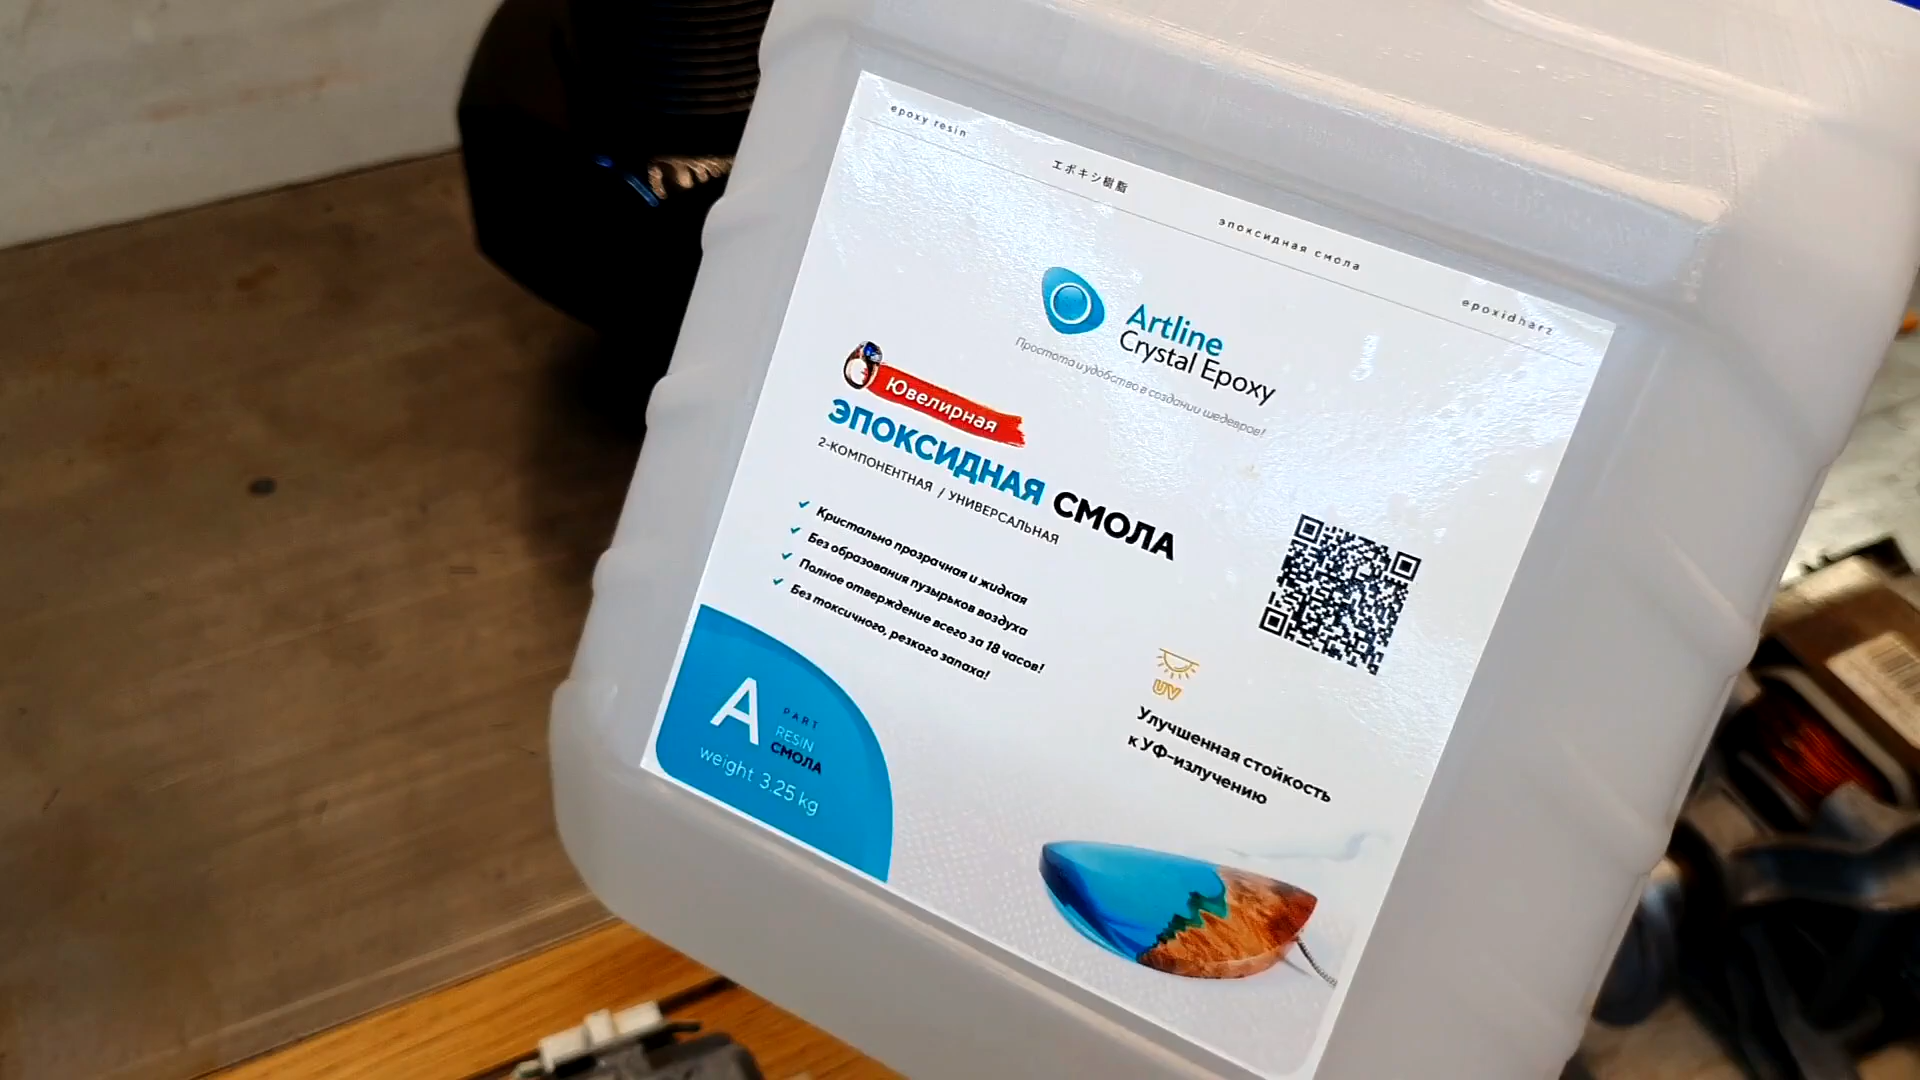 epoxy resin
エポキシ樹脂
эпоксидная смола
epoxidharz
Artline
Crystal Epoxy
Простота и удобство в создании шедевров!
Ювелирная
ЭПОКСИДНАЯ СМОЛА
2-КОМПОНЕНТНАЯ / УНИВЕРСАЛЬНАЯ
Кристально прозрачная и жидкая
Без образования пузырьков воздуха
Полное отверждение всего за 18 часов!
Без токсичного, резкого запаха!
UV
Улучшенная стойкость
к УФ-излучению
A
PART
RESIN
СМОЛА
weight 3.25 kg